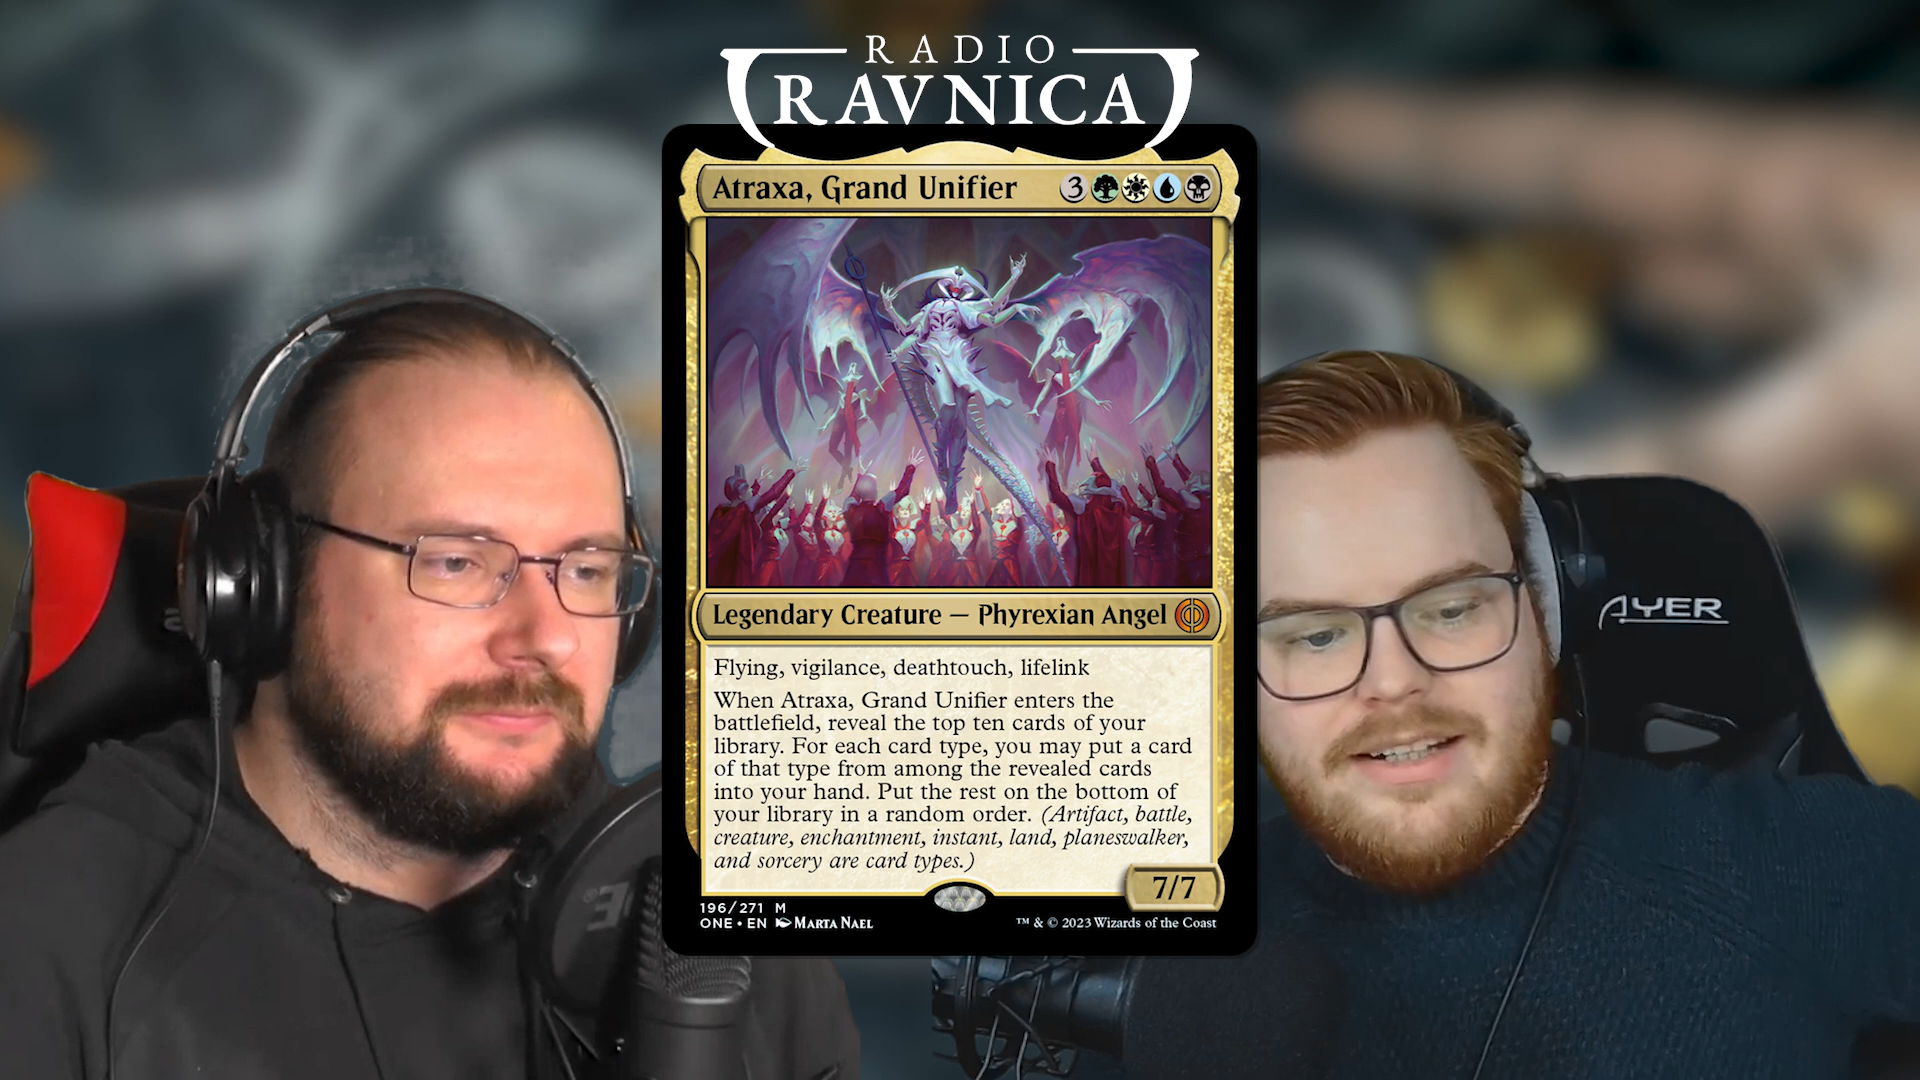 RADIO
RAVNICA
Atraxa, Grand Unifier 3
Legendary Creature — Phyrexian Angel
Flying, vigilance, deathtouch, lifelink
When Atraxa, Grand Unifier enters the
battlefield, reveal the top ten cards of your
library. For each card type, you may put a card
of that type from among the revealed cards
into your hand. Put the rest on the bottom of
your library in a random order. (Artifact, battle,
creature, enchantment, instant, land, planeswalker,
and sorcery are card types.)
7/7
196/271 M
ONE • EN MARTA NAEL
™ & © 2023 Wizards of the Coast
AYER